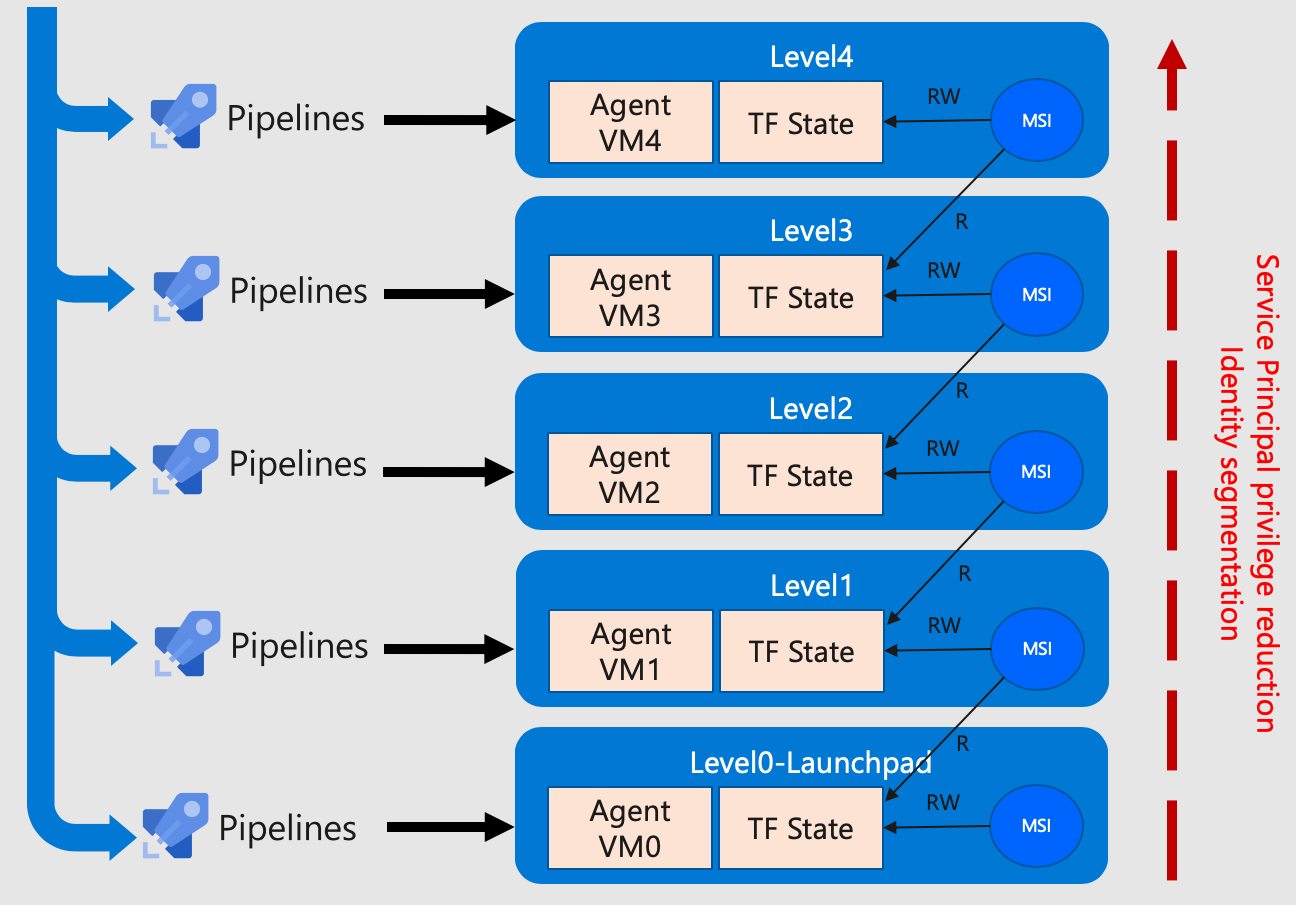 Level4
Pipelines
Agent
VM4
TF State
RW
MSI
R
Level3
Pipelines
Agent
VM3
TF State
RW
MSI
R
Level2
Pipelines
Agent
VM2
TF State
RW
MSI
R
Level1
Pipelines
Agent
VM1
TF State
RW
MSI
R
Level0-Launchpad
Pipelines
Agent
VM0
TF State
RW
MSI
Service Principal privilege reduction
Identity segmentation